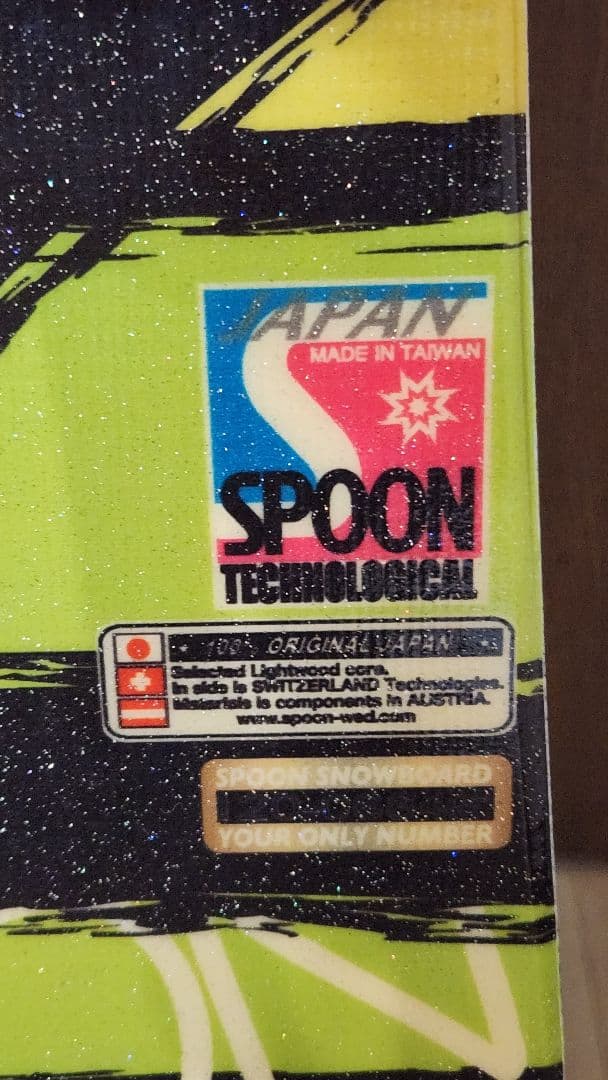 JAPAN
MADE IN TAIWAN
SPOON
TECHNOLOGICAL
100% ORIGINAL JAPAN
Selected Lightwood core.
In side is SWITZERLAND Technologies.
Materials is components in AUSTRIA.
www.spoon-wed.com
SPOON SNOWBOARD
YOUR ONLY NUMBER